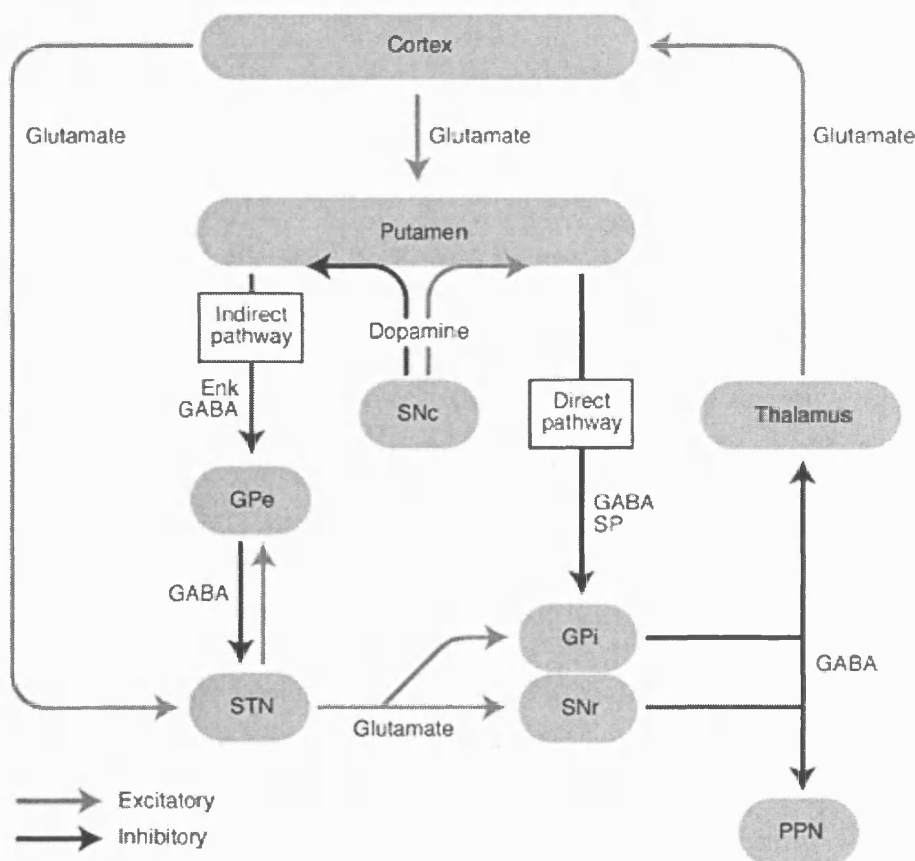 Cortex
Glutamate
Glutamate
Glutamate
Putamen
Indirect
pathway
Dopamine
Enk
GABA
SNc
Direct
pathway
Thalamus
GPe
GABA
SP
GABA
GPi
GABA
STN
SNr
Glutamate
Excitatory
Inhibitory
PPN